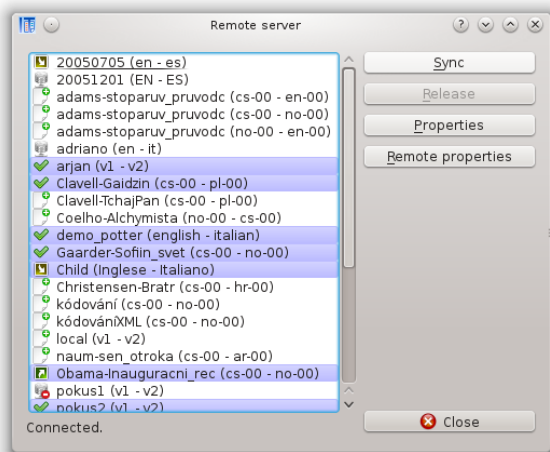 Remote server
20050705 (en - es)
20051201 (EN - ES)
adams-stoparuv_pruvodc (cs-00 - en-00)
adams-stoparuv_pruvodc (cs-00 - no-00)
adams-stoparuv_pruvodc (no-00 - en-00)
adriano (en - it)
arjan (v1 - v2)
Clavell-Gaidzin (cs-00 - pl-00)
Clavell-TchajPan (cs-00 - pl-00)
Coelho-Alchymista (no-00 - cs-00)
demo_potter (english - italian)
Gaarder-Sofiin_svet (cs-00 - no-00)
Child (Inglese - Italiano)
Christensen-Bratr (cs-00 - hr-00)
kódování (cs-00 - no-00)
kódováníXML (cs-00 - no-00)
local (v1 - v2)
naum-sen_otroka (cs-00 - ar-00)
Obama-Inauguracni_rec (cs-00 - no-00)
pokus1 (v1 - v2)
pokus2 (v1 - v2)
Connected.
Sync
Release
Properties
Remote properties
Close